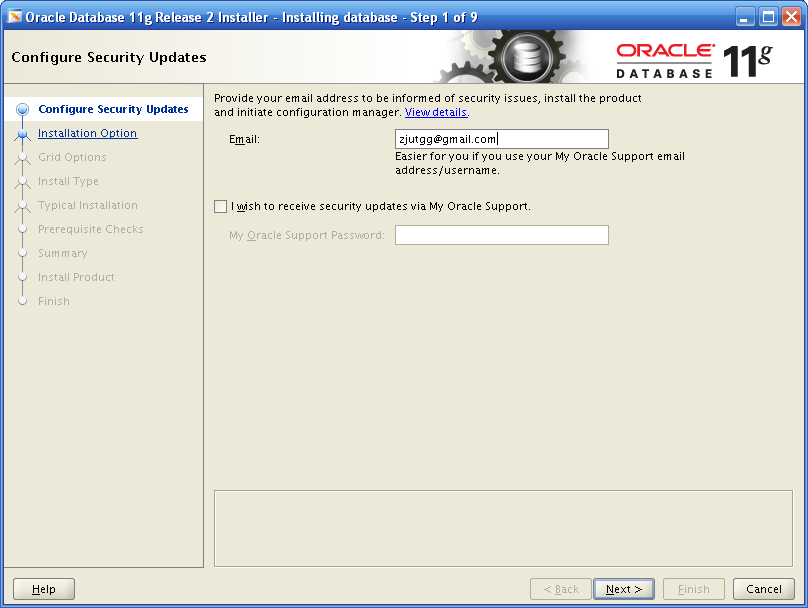 Oracle Database 11g Release 2 Installer - Installing database - Step 1 of 9
Configure Security Updates
ORACLE
DATABASE
11g
Configure Security Updates
Installation Option
Grid Options
Install Type
Typical Installation
Prerequisite Checks
Summary
Install Product
Finish
Provide your email address to be informed of security issues, install the product
and initiate configuration manager. View details.
Email: zjutgg@gmail.com
Easier for you if you use your My Oracle Support email
address/username.
I wish to receive security updates via My Oracle Support.
My Oracle Support Password:
Help < Back Next > Finish Cancel